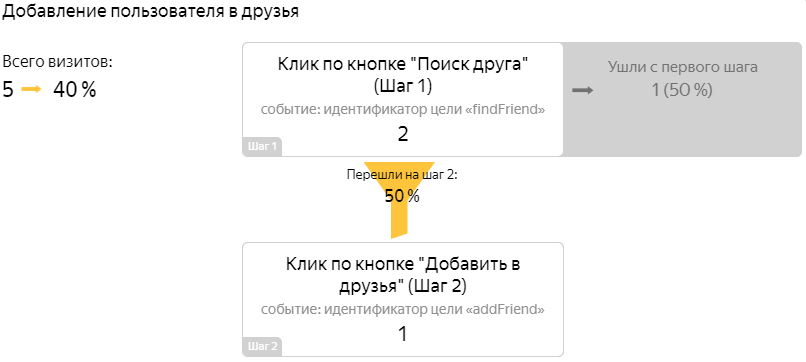 Добавление пользователя в друзья
Всего визитов:
5 → 40 %
Клик по кнопке "Поиск друга"
(Шаг 1)
событие: идентификатор цели «findFriend»
2
Шаг 1
→
Ушли с первого шага
1 (50 %)
Перешли на шаг 2:
50 %
Клик по кнопке "Добавить в
друзья" (Шаг 2)
событие: идентификатор цели «addFriend»
1
Шаг 2